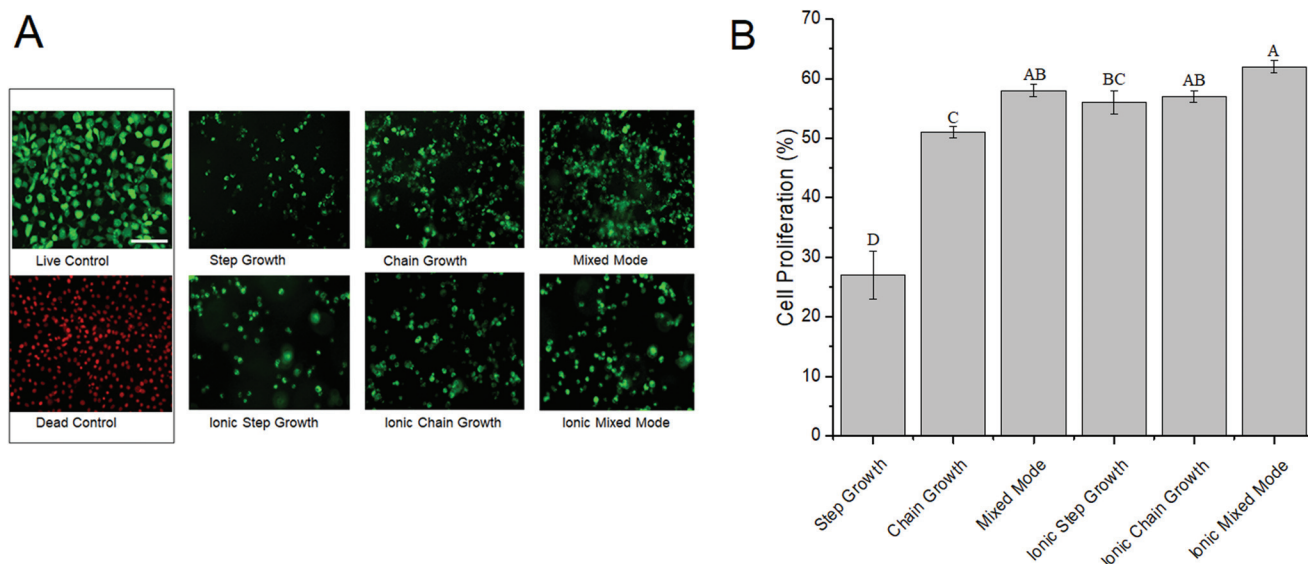 A
Live Control
Step Growth
Chain Growth
Mixed Mode
Dead Control
Ionic Step Growth
Ionic Chain Growth
Ionic Mixed Mode
B
Cell Proliferation (%)
70
60
50
40
30
20
10
0
D
C
AB
BC
AB
A
Step Growth
Chain Growth
Mixed Mode
Ionic Step Growth
Ionic Chain Growth
Ionic Mixed Mode